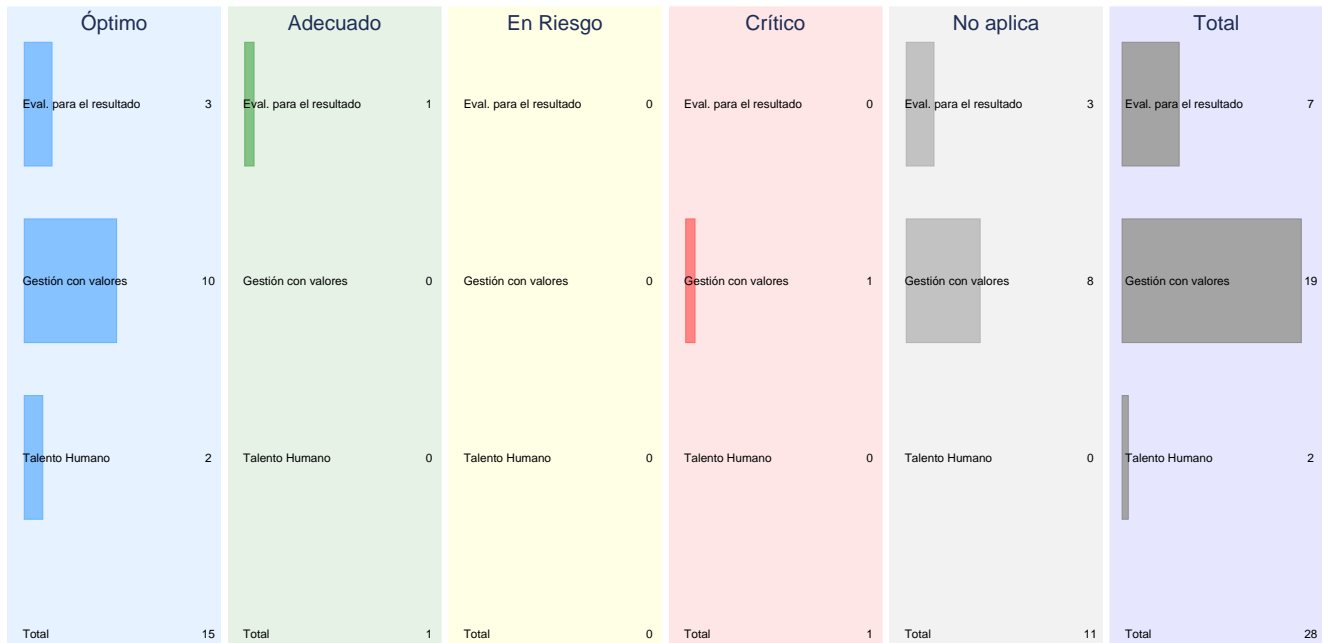 Óptimo Adecuado En Riesgo Crítico No aplica Total
Eval. para el resultado 3 Eval. para el resultado 1 Eval. para el resultado 0 Eval. para el resultado 0 Eval. para el resultado 3 Eval. para el resultado 7
Gestión con valores 10 Gestión con valores 0 Gestión con valores 0 Gestión con valores 1 Gestión con valores 8 Gestión con valores 19
Talento Humano 2 Talento Humano 0 Talento Humano 0 Talento Humano 0 Talento Humano 0 Talento Humano 2
Total 15 Total 1 Total 0 Total 1 Total 11 Total 28